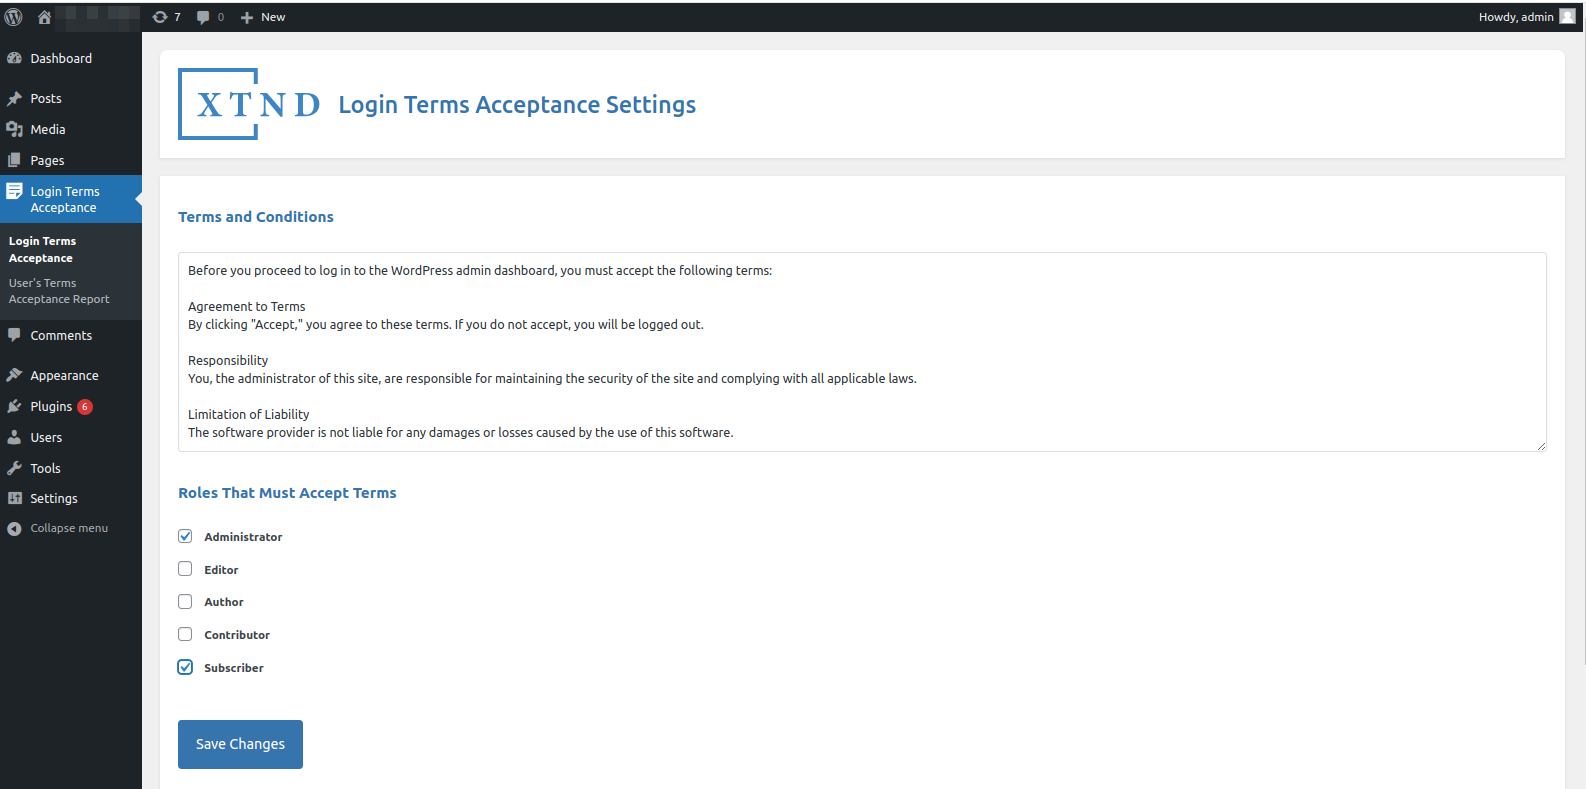 7
0
New
Howdy, admin
Dashboard
Posts
Media
Pages
Login Terms
Acceptance
Login Terms
Acceptance
User's Terms
Acceptance Report
Comments
Appearance
Plugins 6
Users
Tools
Settings
Collapse menu
XTND
Login Terms Acceptance Settings
Terms and Conditions
Before you proceed to log in to the WordPress admin dashboard, you must accept the following terms:
Agreement to Terms
By clicking "Accept," you agree to these terms. If you do not accept, you will be logged out.
Responsibility
You, the administrator of this site, are responsible for maintaining the security of the site and complying with all applicable laws.
Limitation of Liability
The software provider is not liable for any damages or losses caused by the use of this software.
Roles That Must Accept Terms
Administrator
Editor
Author
Contributor
Subscriber
Save Changes